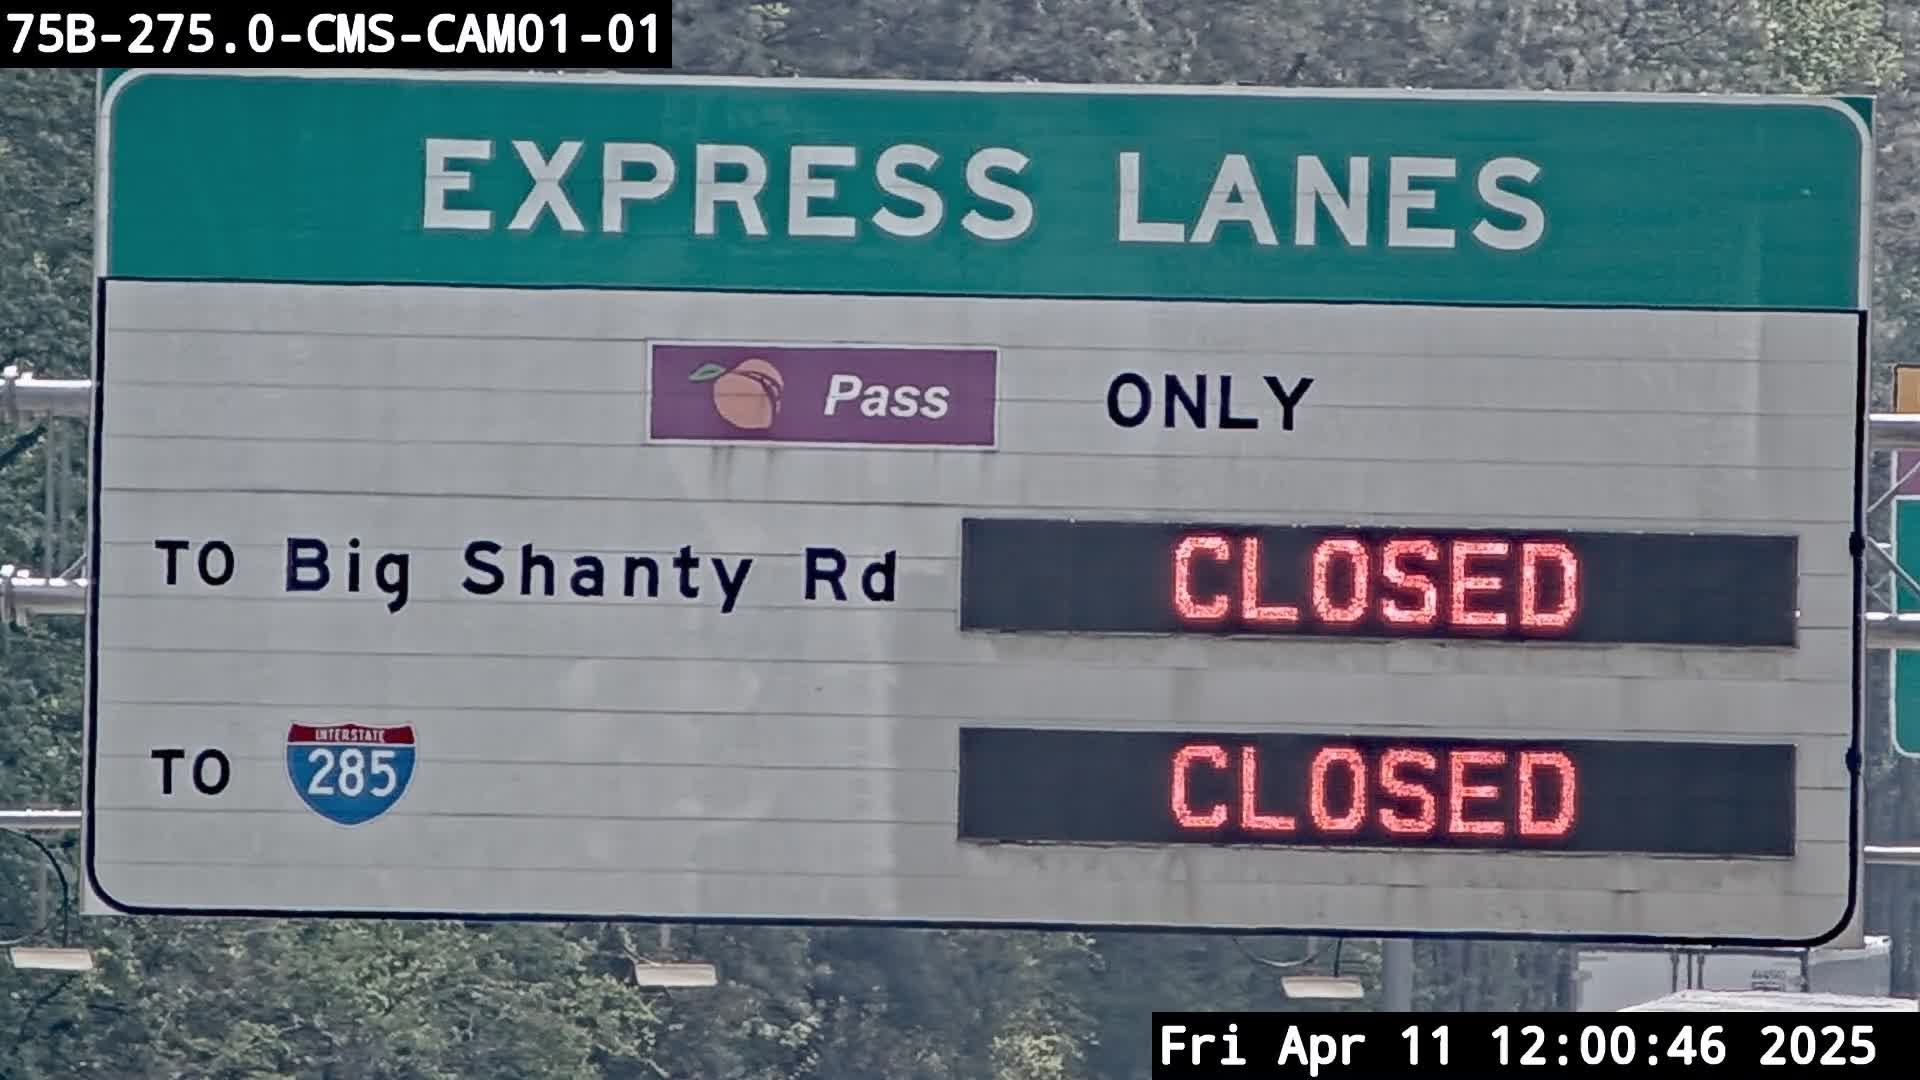 75B-275.0-CMS-CAM01-01
EXPRESS LANES
Pass ONLY
TO Big Shanty Rd CLOSED
TO INTERSTATE 285 CLOSED
Fri Apr 11 12:00:46 2025